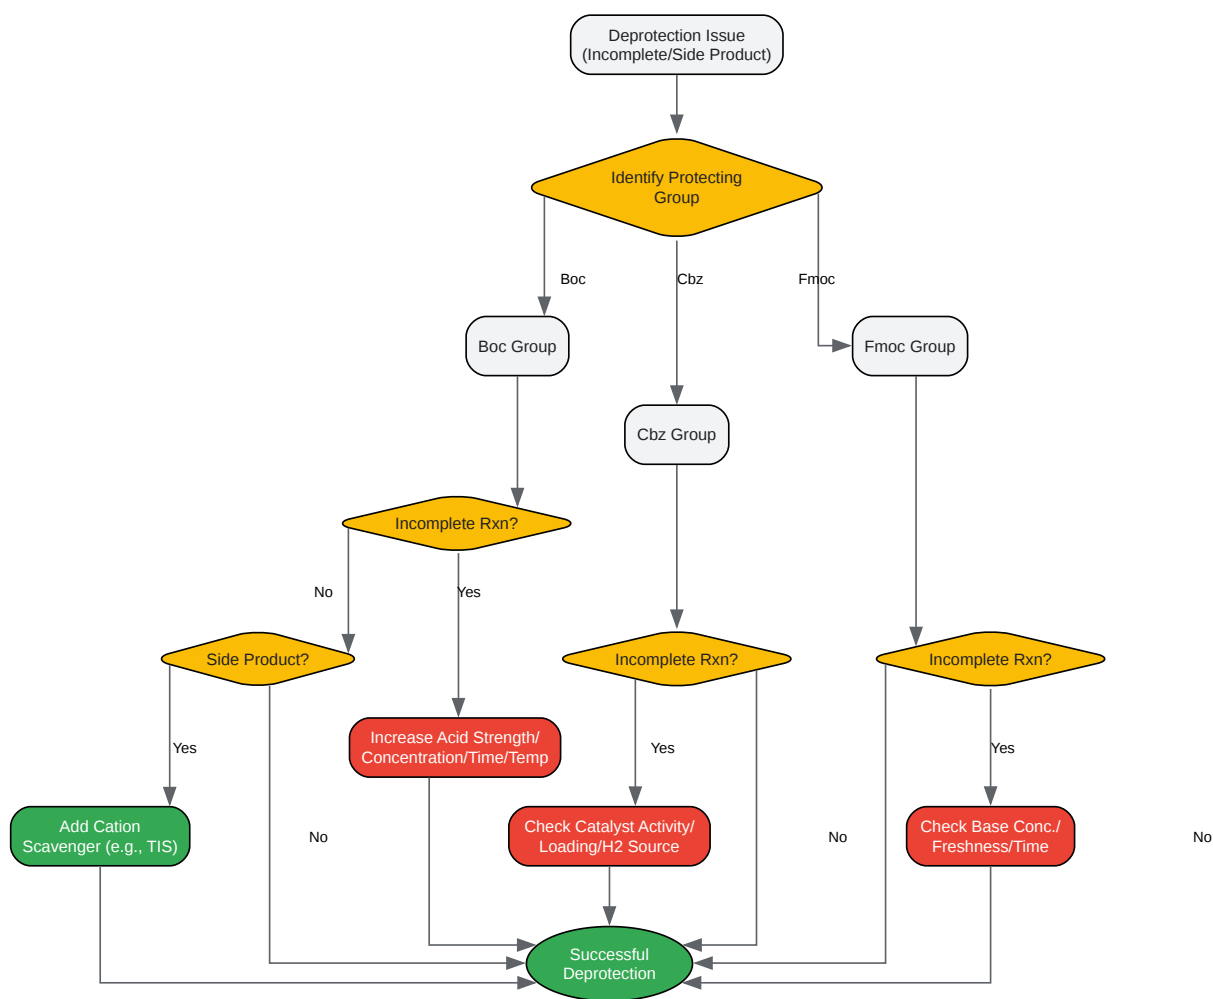 Deprotection Issue
(Incomplete/Side Product)
Identify Protecting
Group
Boc
Cbz
Fmoc
Boc Group
Fmoc Group
Cbz Group
Incomplete Rxn?
No
Yes
Side Product?
Incomplete Rxn?
Incomplete Rxn?
Increase Acid Strength/
Concentration/Time/Temp
Yes
Yes
Yes
Add Cation
Scavenger (e.g., TIS)
No
Check Catalyst Activity/
Loading/H2 Source
No
Check Base Conc./
Freshness/Time
No
Successful
Deprotection